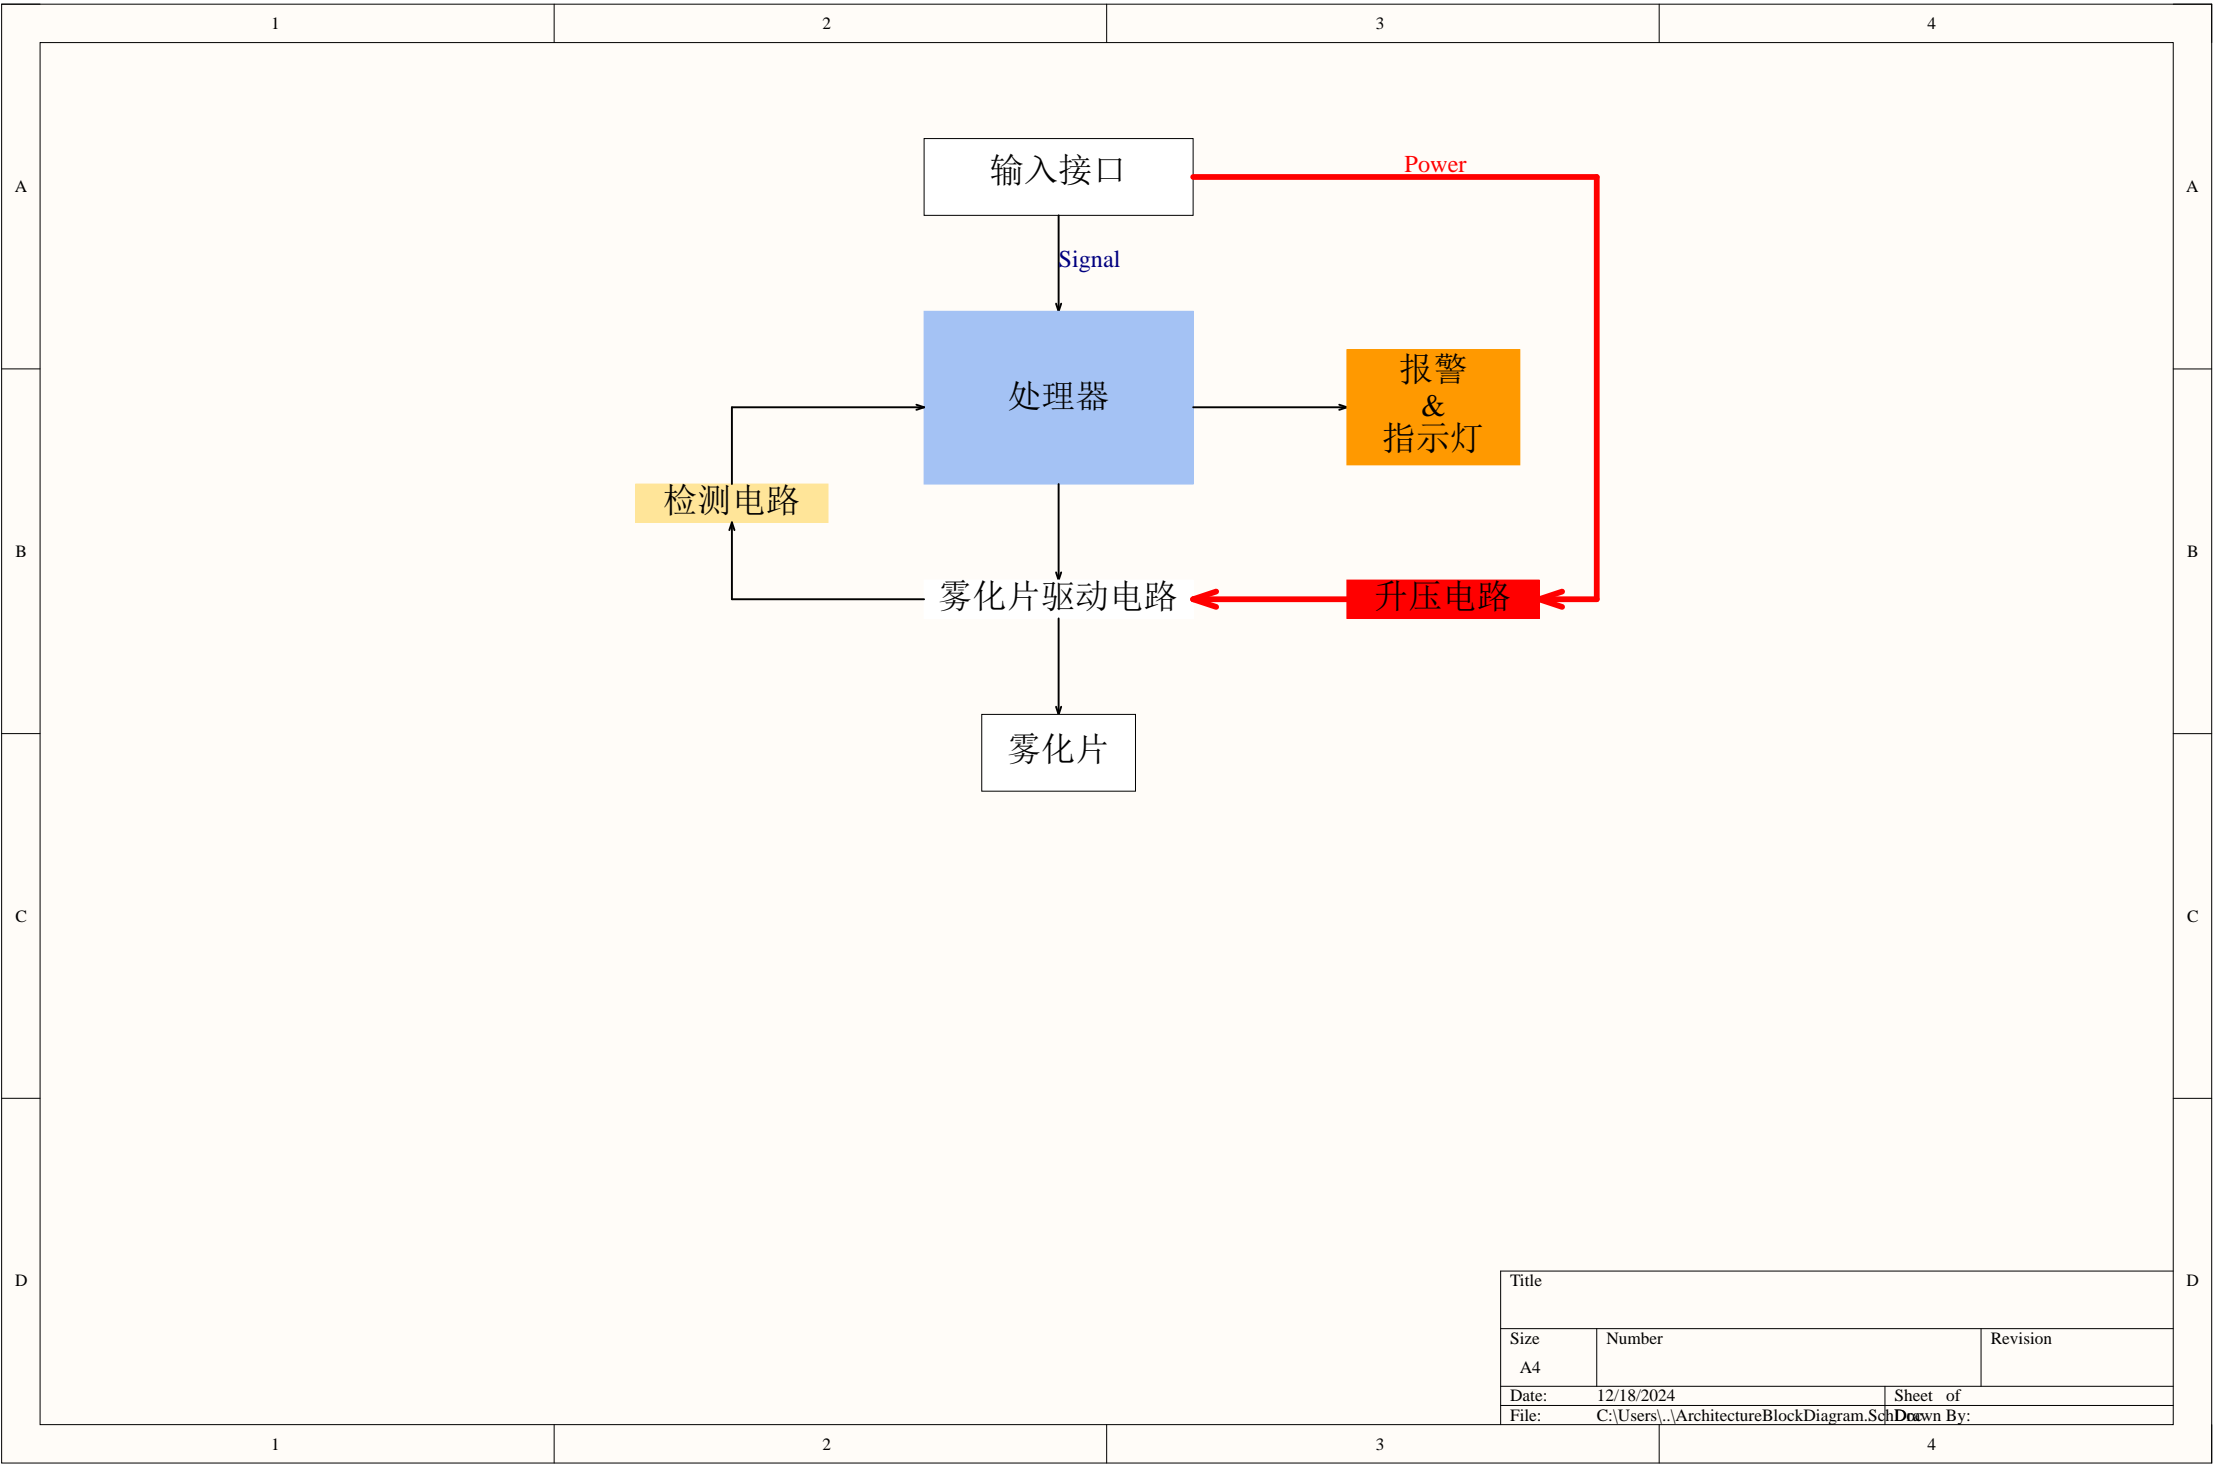 1 2 3 4
A A
输入接口
Power
Signal
处理器
报警
&
指示灯
检测电路
B B
雾化片驱动电路
升压电路
雾化片
C C
D D
Title
Size Number Revision
A4
Date: 12/18/2024 Sheet of
File: C:\Users\..\ArchitectureBlockDiagram.SchDoc Drawn By:
1 2 3 4